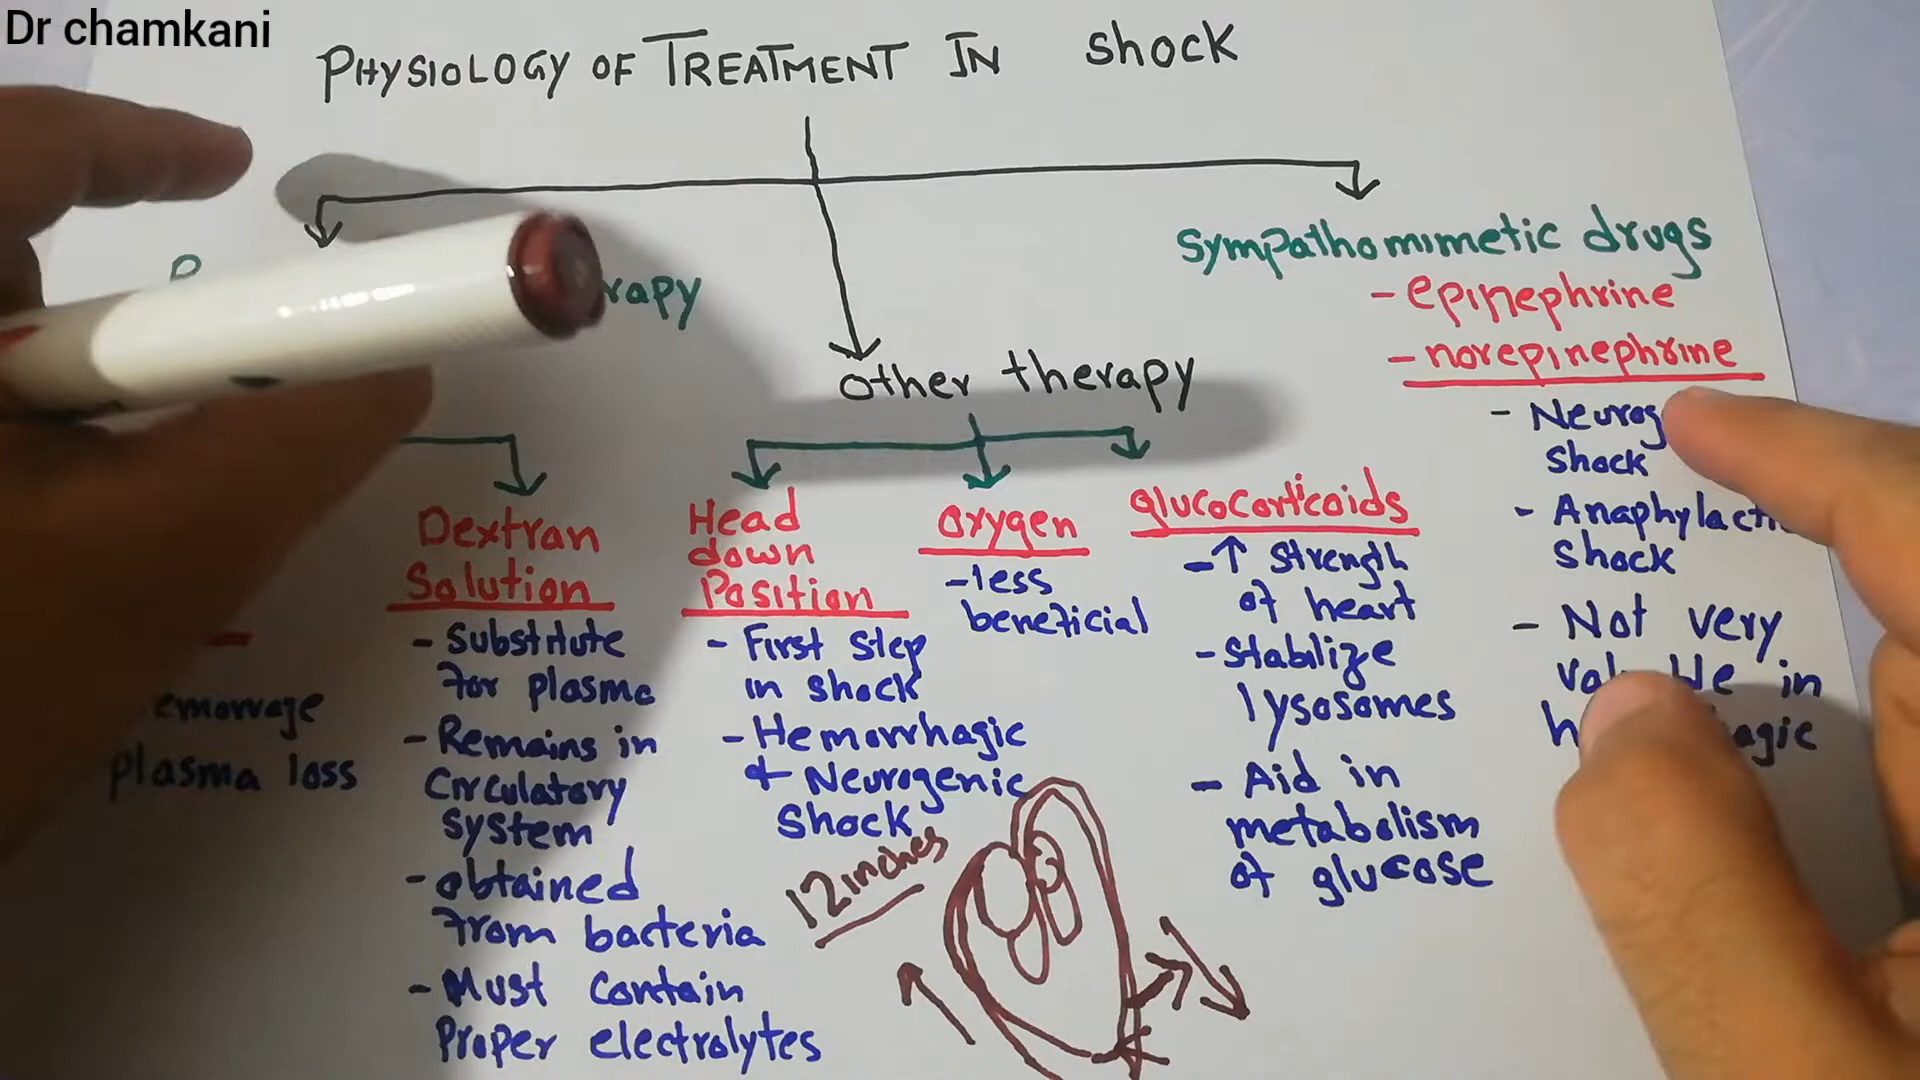 Dr chamkani
PHYSIOLOGY OF TREATMENT IN SHOCK
Sympathomimetic drugs
- epinephrine
- norepinephrine
- Shock
- Anaphylactic
Shock
- Not very
in
other therapy
Dextran
Solution
- Substitute
for plasma
- Remains in
Circulatory
System
- obtained
from bacteria
- Must Contain
Proper electrolytes
Head
down
Position
- First Step
in shock
- Hemorrhagic
+ Neurogenic
Shock
12 inches
oxygen
- less
beneficial
glucocorticoids
- ↑ Strength
of heart
- Stabilize
lysosomes
- Aid in
metabolism
of glucose
plasma loss